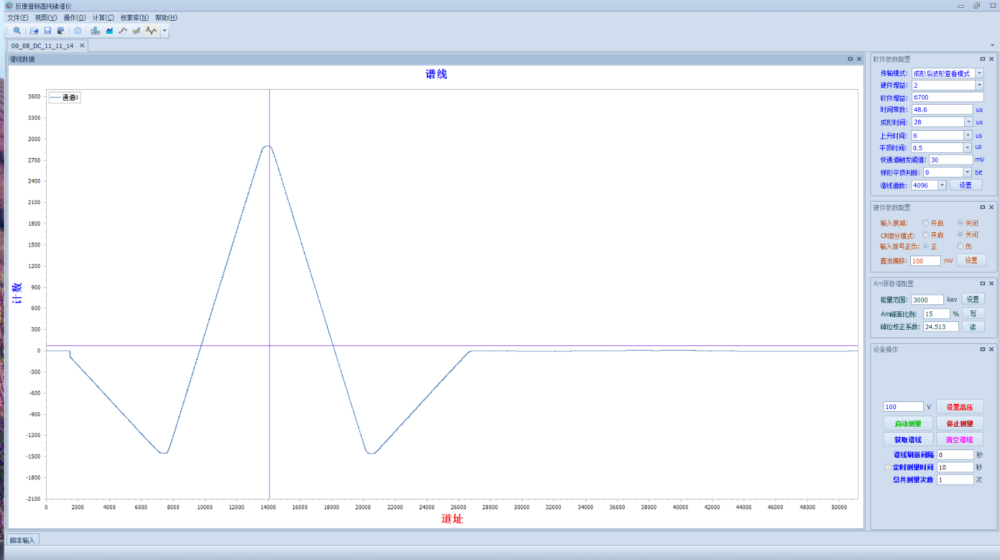 反康普顿高纯锗谱仪
文件(F) 视图(V) 操作(O) 计算(C) 核素库(N) 帮助(H)
00_08_DC_11_11_14
谱线数据
谱线
通道0
3600
3300
3000
2700
2400
2100
1800
1500
1200
900
600
300
0
-300
-600
-900
-1200
-1500
-1800
-2100
计数
0 2000 4000 6000 8000 10000 12000 14000 16000 18000 20000 22000 24000 26000 28000 30000 32000 34000 36000 38000 40000 42000 44000 46000 48000 50000
道址
软件参数配置
传输模式: 成形后波形查看模式
硬件增益: 2
软件增益: 6700
时间常数: 48.6 us
成形时间: 28 us
上升时间: 6 us
平顶时间: 0.5 us
快通道触发阈值: 30 mV
梯形平顶判断: 0 bit
谱线道数: 4096 设置
硬件参数配置
输入衰减: 开启 关闭
CR微分模式: 开启 关闭
输入信号正负: 正 负
直流偏移: 100 mV 设置
Am源稳谱配置
能量范围: 3000 kev 设置
Am峰面比例: 15 % 写
峰位校正系数: 24.513 读
设备操作
100 V 设置高压
启动测量 停止测量
获取谱线 清空谱线
谱线刷新间隔 0 秒
定时测量时间 10 秒
总共测量次数 1 次
脚本输入